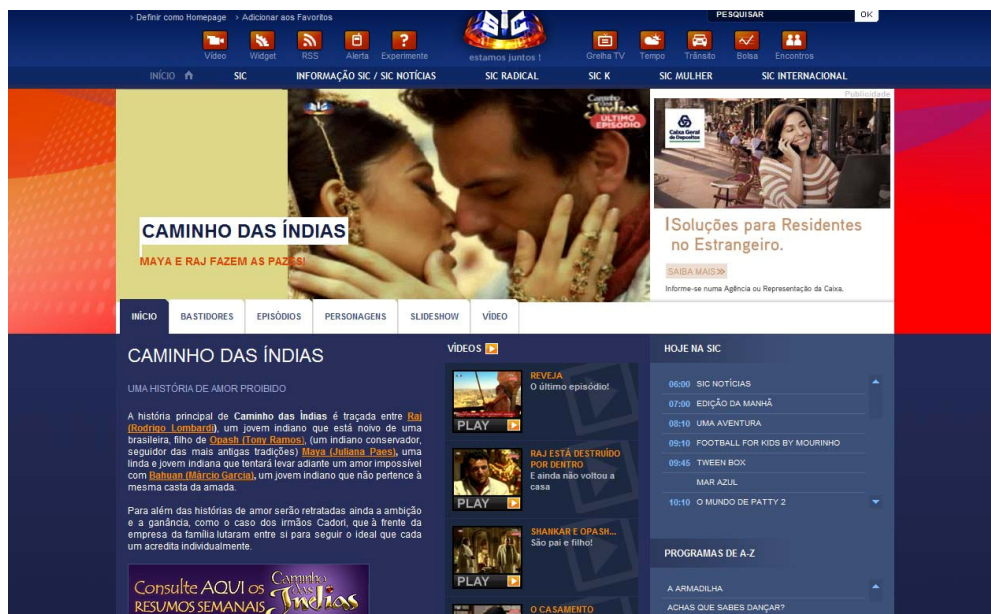 > Definir como Homepage > Adicionar aos Favoritos
PESQUISAR OK
SIC
estamos juntos !
Vídeo Widget RSS Alerta Experimente
Grelha TV Tempo Trânsito Bolsa Encontros
INÍCIO SIC INFORMAÇÃO SIC / SIC NOTÍCIAS SIC RADICAL SIC K SIC MULHER SIC INTERNACIONAL
Publicidade
SIC
Caminho das Índias
ÚLTIMO
EPISÓDIO
CAMINHO DAS ÍNDIAS
MAYA E RAJ FAZEM AS PAZES!
Caixa Geral
de Depositos
Soluções para Residentes
no Estrangeiro.
SAIBA MAIS>>
Informe-se numa Agência ou Representação da Caixa.
INÍCIO BASTIDORES EPISÓDIOS PERSONAGENS SLIDESHOW VÍDEO
CAMINHO DAS ÍNDIAS
UMA HISTÓRIA DE AMOR PROIBIDO
A história principal de Caminho das Índias é traçada entre Raj
(Rodrigo Lombardi), um jovem indiano que está noivo de uma
brasileira, filho de Opash (Tony Ramos), (um indiano conservador,
seguidor das mais antigas tradições) Maya (Juliana Paes), uma
linda e jovem indiana que tentará levar adiante um amor impossível
com Bahuan (Márcio Garcia), um jovem indiano que não pertence à
mesma casta da amada.
Para além das histórias de amor serão retratadas ainda a ambição
e a ganância, como o caso dos irmãos Cadori, que à frente da
empresa da família lutaram entre si para seguir o ideal que cada
um acredita individualmente.
Consulte AQUI os
RESUMOS SEMANAIS
Caminho das Índias
VÍDEOS
REVEJA
O último episódio!
PLAY
RAJ ESTÁ DESTRUÍDO
POR DENTRO
E ainda não voltou a
casa
PLAY
SHANKAR E OPASH...
São pai e filho!
PLAY
O CASAMENTO
HOJE NA SIC
06:00 SIC NOTÍCIAS
07:00 EDIÇÃO DA MANHÃ
08:10 UMA AVENTURA
09:10 FOOTBALL FOR KIDS BY MOURINHO
09:45 TWEEN BOX
MAR AZUL
10:10 O MUNDO DE PATTY 2
PROGRAMAS DE A-Z
A ARMADILHA
ACHAS QUE SABES DANÇAR?